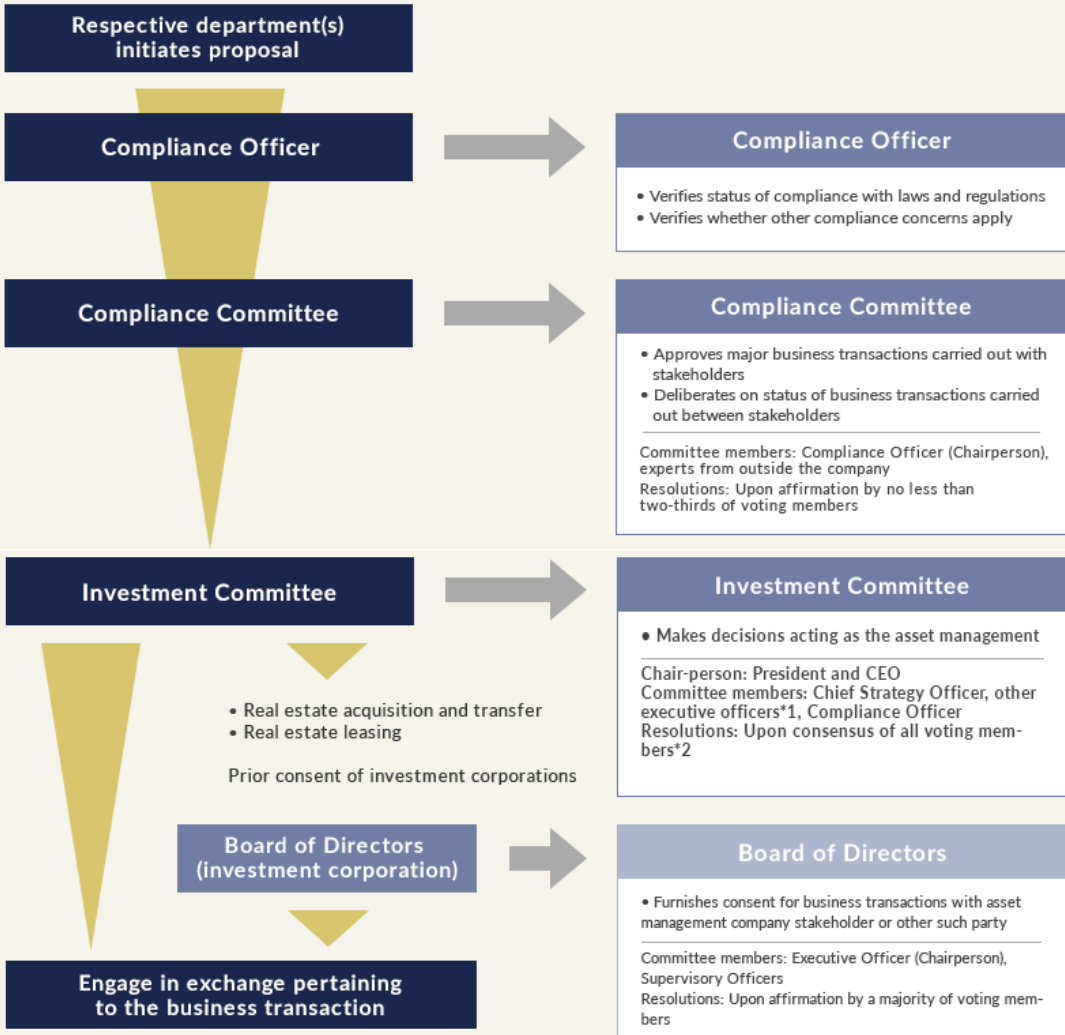 Respective department(s)
initiates proposal
Compliance Officer
Compliance Officer
• Verifies status of compliance with laws and regulations
• Verifies whether other compliance concerns apply
Compliance Committee
Compliance Committee
• Approves major business transactions carried out with
stakeholders
• Deliberates on status of business transactions carried
out between stakeholders
Committee members: Compliance Officer (Chairperson),
experts from outside the company
Resolutions: Upon affirmation by no less than
two-thirds of voting members
Investment Committee
Investment Committee
• Makes decisions acting as the asset management
Chair-person: President and CEO
Committee members: Chief Strategy Officer, other
executive officers*1, Compliance Officer
Resolutions: Upon consensus of all voting mem-
bers*2
• Real estate acquisition and transfer
• Real estate leasing
Prior consent of investment corporations
Board of Directors
(investment corporation)
Board of Directors
• Furnishes consent for business transactions with asset
management company stakeholder or other such party
Committee members: Executive Officer (Chairperson),
Supervisory Officers
Resolutions: Upon affirmation by a majority of voting mem-
bers
Engage in exchange pertaining
to the business transaction